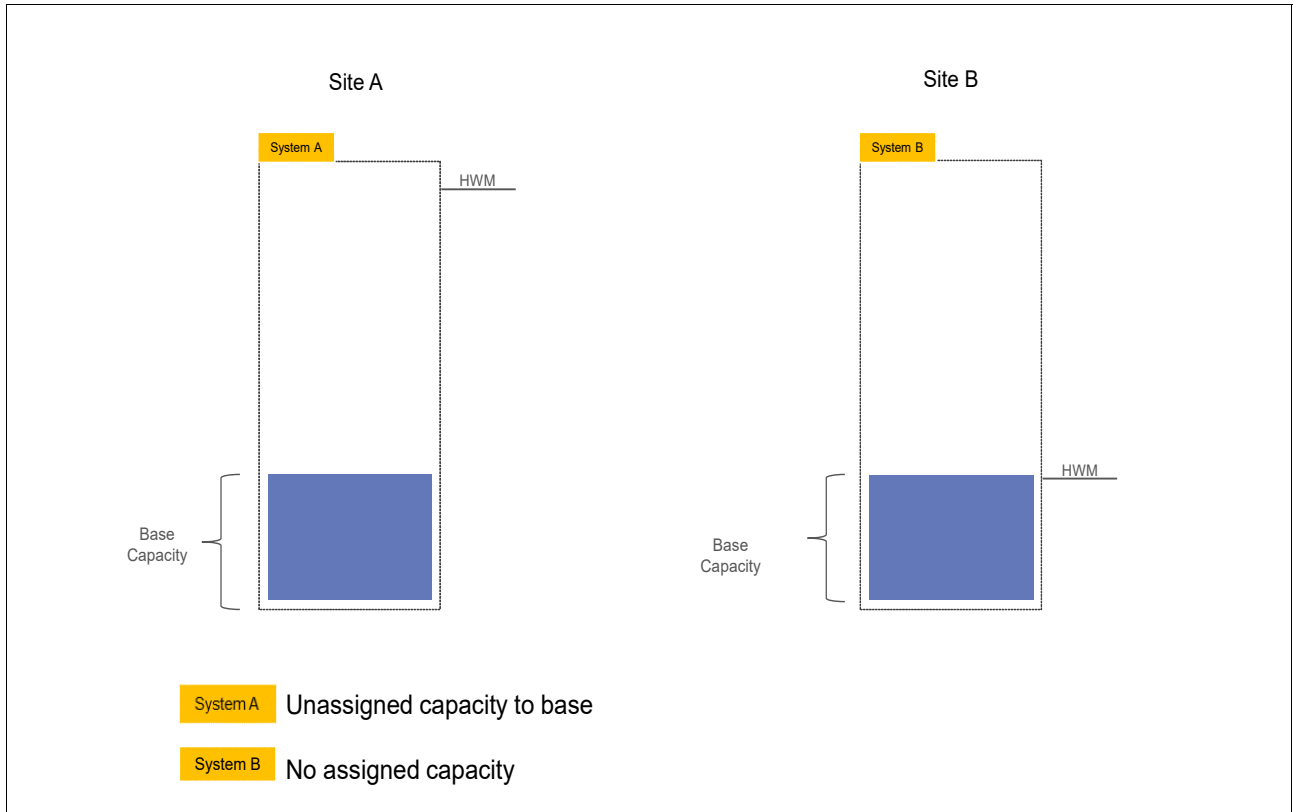 Site A
Site B
System A
System B
HWM
HWM
Base
Capacity
Base
Capacity
System A Unassigned capacity to base
System B No assigned capacity